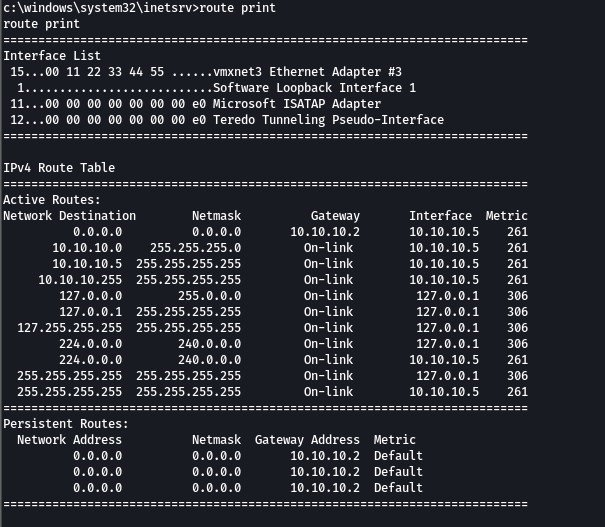 c:\windows\system32\inetsrv>route print
route print
===========================================================================
Interface List
 15...00 11 22 33 44 55 ......vmxnet3 Ethernet Adapter #3
  1...........................Software Loopback Interface 1
 11...00 00 00 00 00 00 00 e0 Microsoft ISATAP Adapter
 12...00 00 00 00 00 00 00 e0 Teredo Tunneling Pseudo-Interface
===========================================================================

IPv4 Route Table
===========================================================================
Active Routes:
Network Destination        Netmask          Gateway       Interface  Metric
          0.0.0.0          0.0.0.0       10.10.10.2       10.10.10.5    261
       10.10.10.0    255.255.255.0         On-link        10.10.10.5    261
       10.10.10.5  255.255.255.255         On-link        10.10.10.5    261
     10.10.10.255  255.255.255.255         On-link        10.10.10.5    261
        127.0.0.0        255.0.0.0         On-link         127.0.0.1    306
        127.0.0.1  255.255.255.255         On-link         127.0.0.1    306
  127.255.255.255  255.255.255.255         On-link         127.0.0.1    306
        224.0.0.0        240.0.0.0         On-link         127.0.0.1    306
        224.0.0.0        240.0.0.0         On-link        10.10.10.5    261
  255.255.255.255  255.255.255.255         On-link         127.0.0.1    306
  255.255.255.255  255.255.255.255         On-link        10.10.10.5    261
===========================================================================
Persistent Routes:
  Network Address          Netmask  Gateway Address  Metric
          0.0.0.0          0.0.0.0       10.10.10.2  Default
          0.0.0.0          0.0.0.0       10.10.10.2  Default
          0.0.0.0          0.0.0.0       10.10.10.2  Default
===========================================================================